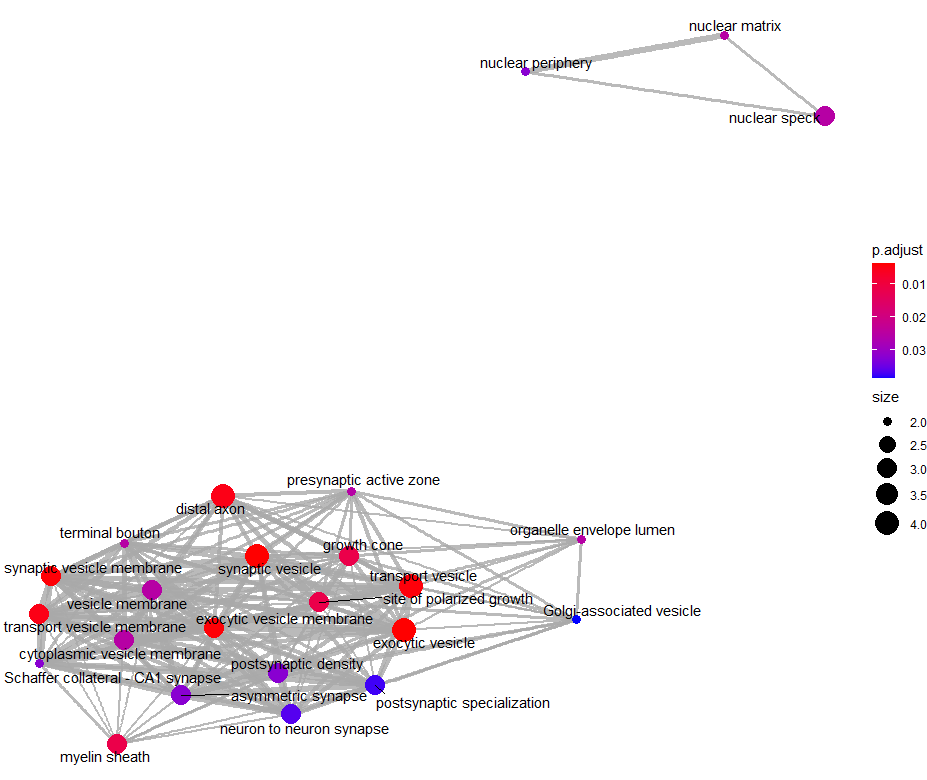 nuclear matrix
nuclear periphery
nuclear speck
p.adjust
0.01
0.02
0.03
size
2.0
2.5
3.0
3.5
4.0
presynaptic active zone
distal axon
terminal bouton
organelle envelope lumen
growth cone
synaptic vesicle membrane
synaptic vesicle
transport vesicle
vesicle membrane
site of polarized growth
Golgi-associated vesicle
exocytic vesicle membrane
transport vesicle membrane
exocytic vesicle
cytoplasmic vesicle membrane
postsynaptic density
Schaffer collateral - CA1 synapse
asymmetric synapse
postsynaptic specialization
neuron to neuron synapse
myelin sheath